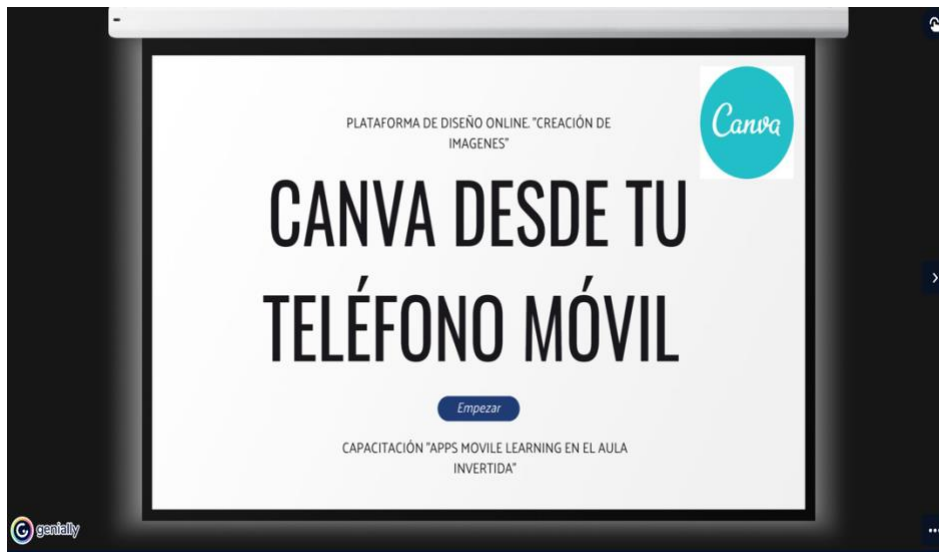 PLATAFORMA DE DISEÑO ONLINE. "CREACIÓN DE
IMAGENES"
Canva
CANVA DESDE TU
TELÉFONO MÓVIL
Empezar
CAPACITACIÓN "APPS MOVILE LEARNING EN EL AULA
INVERTIDA"
genially